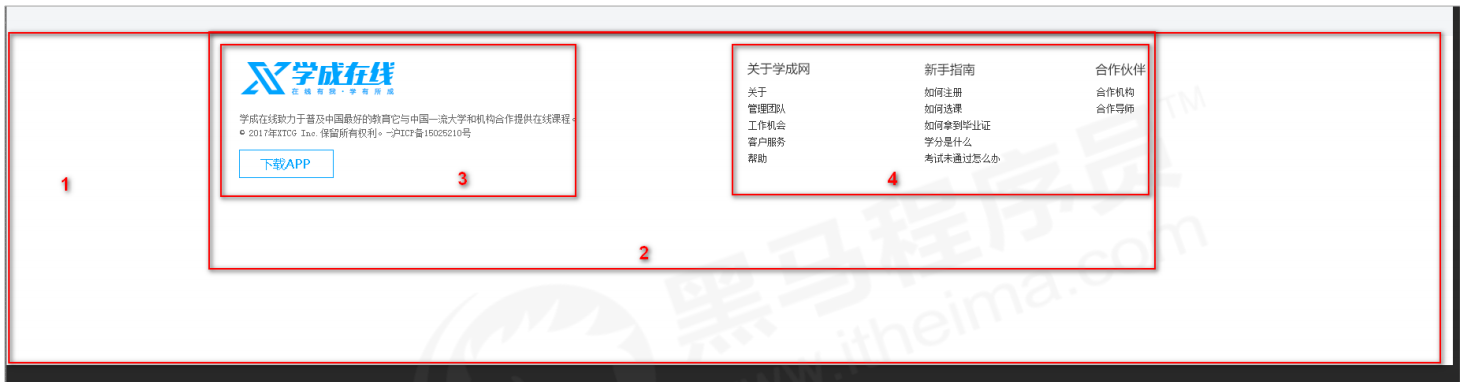 学成在线
在线有我·学有所成
学成在线致力于普及中国最好的教育它与中国一流大学和机构合作提供在线课程。
© 2017年XTCG Inc.保留所有权利。-沪ICP备15025210号
下载APP
关于学成网
关于
管理团队
工作机会
客户服务
帮助
新手指南
如何注册
如何选课
如何拿到毕业证
学分是什么
考试未通过怎么办
合作伙伴
合作机构
合作导师
1
3
4
2
黑马程序员TM
www.itheima.com